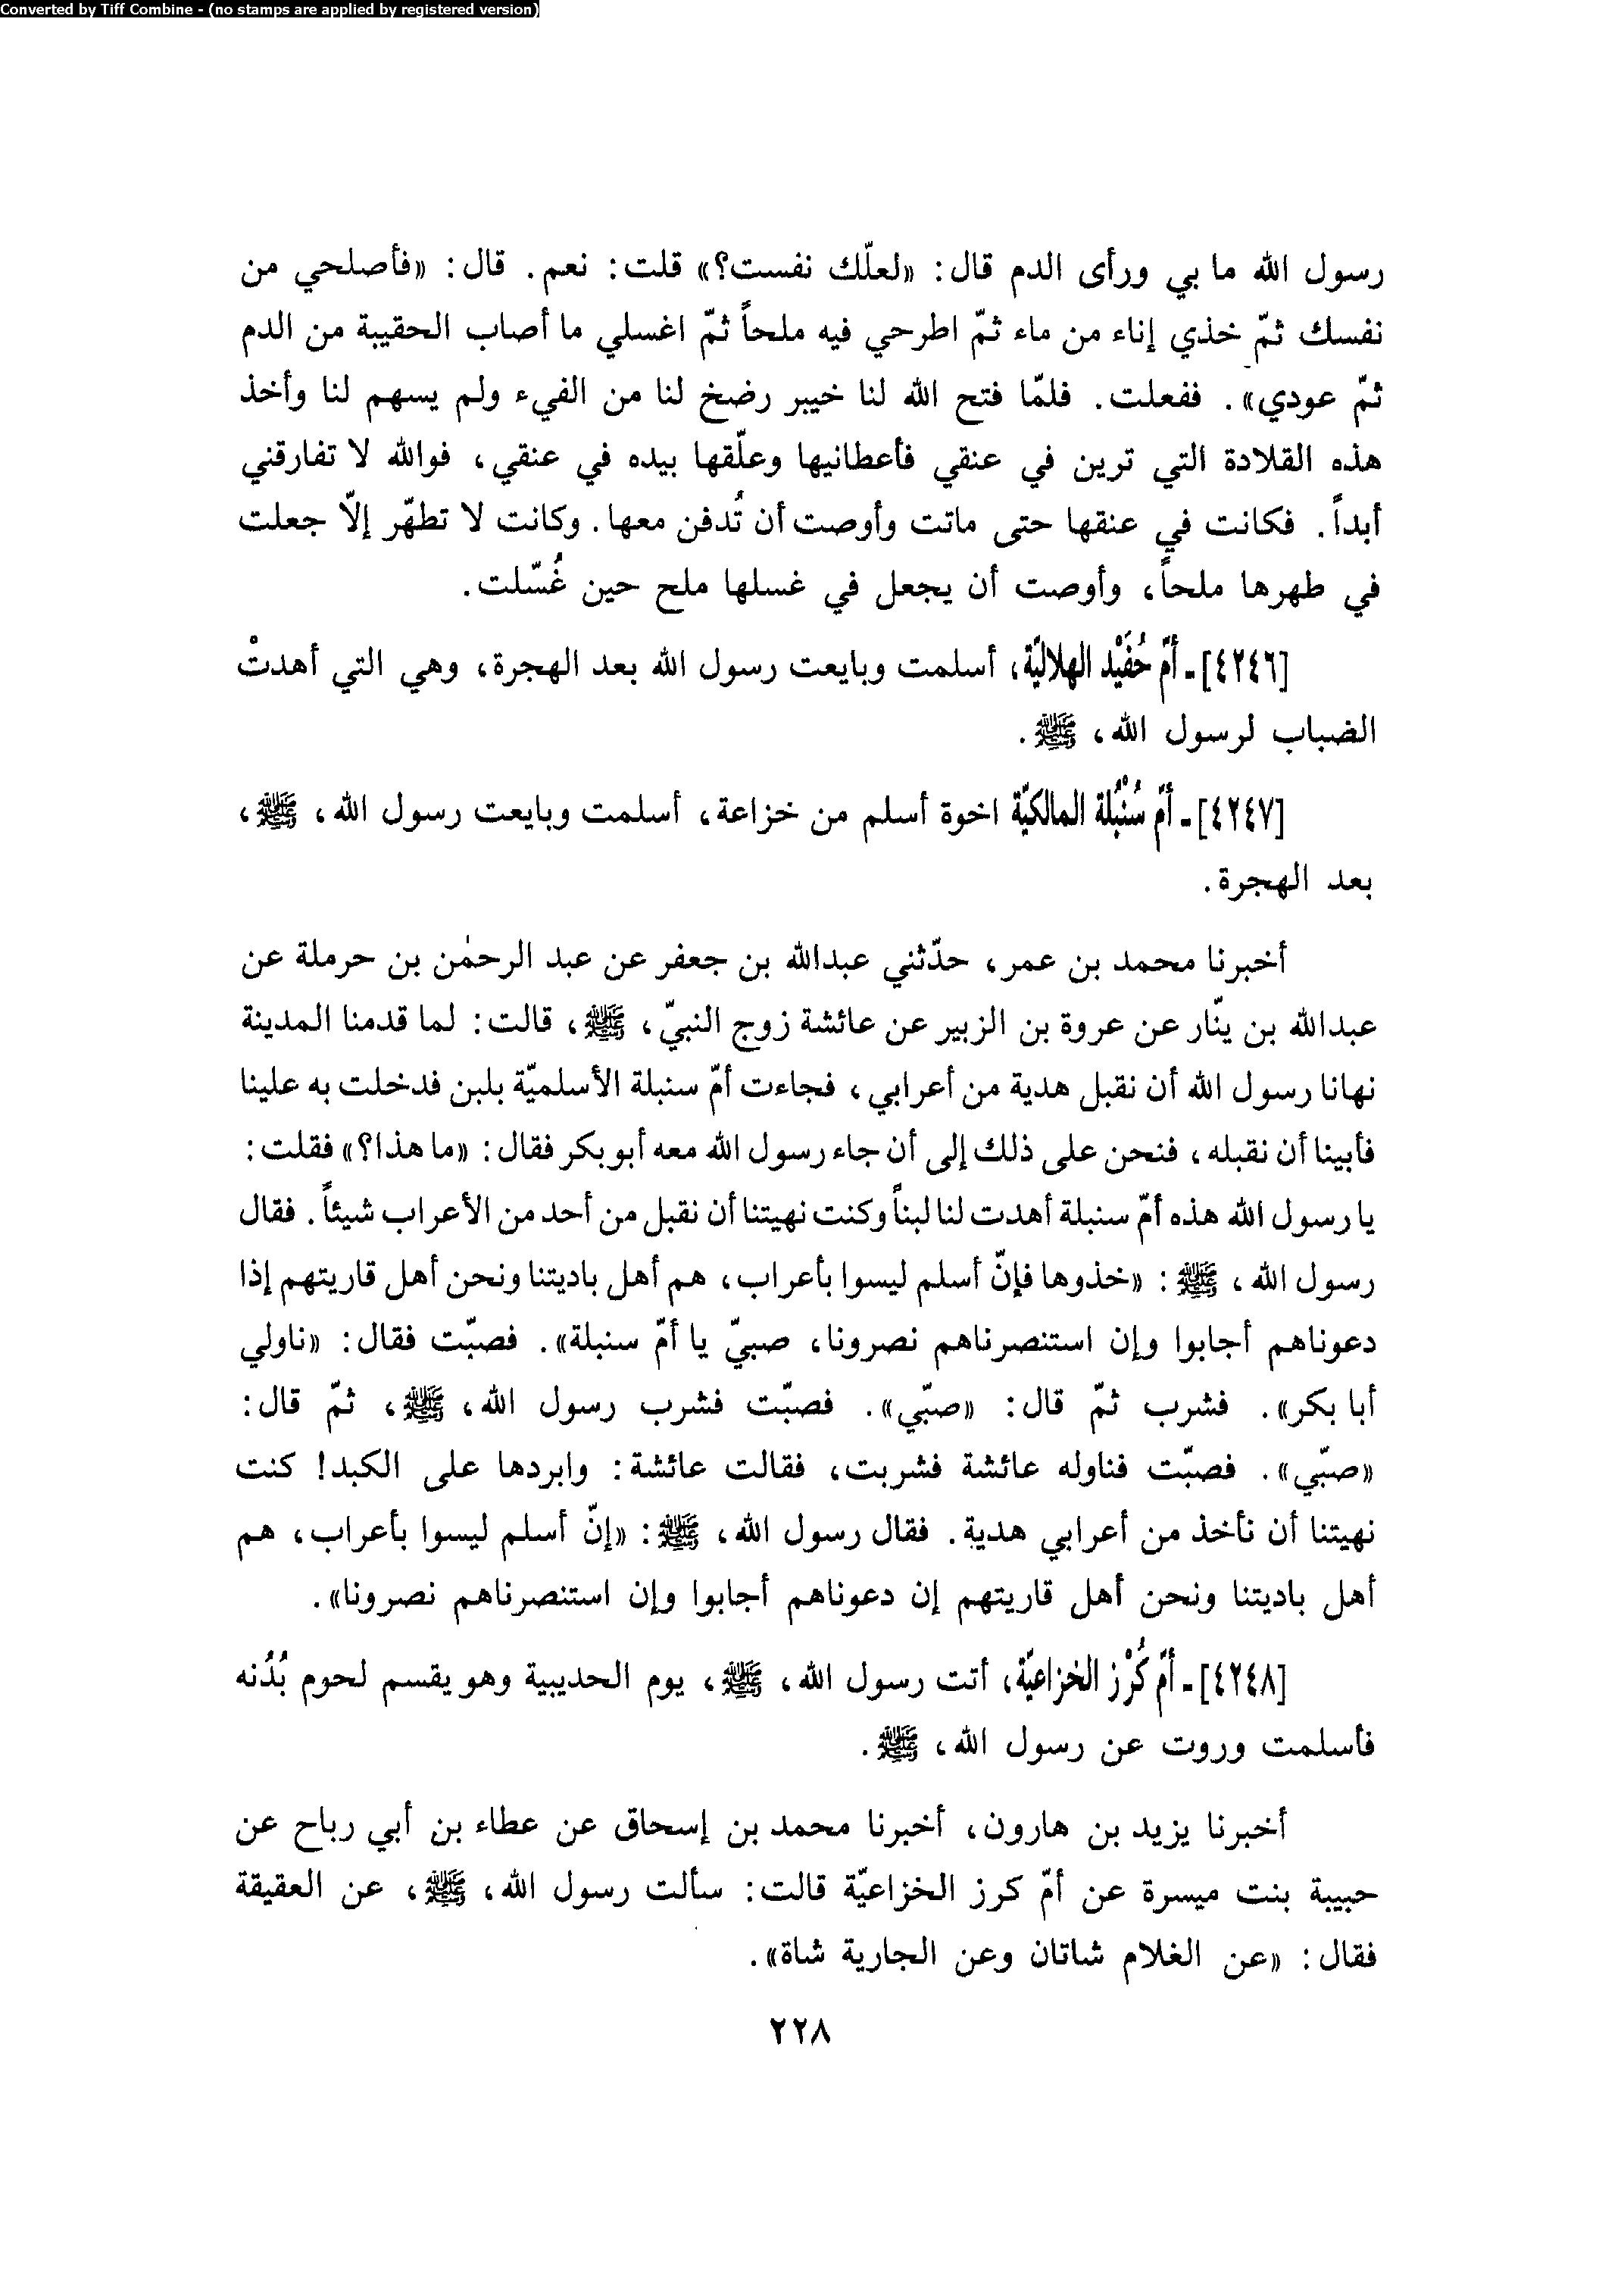 Converted by Tiff Combine - (no stamps are applied by registered version)
رسول الله ما بي ورأى الدم قال: «لعلّك نفست؟» قلت: نعم. قال: «فأصلحي من
نفسك ثمّ خذي إناء من ماء ثمّ اطرحي فيه ملحاً ثمّ اغسلي ما أصاب الحقيبة من الدم
ثمّ عودي». ففعلت. فلمّا فتح الله لنا خيبر رضخ لنا من الفيء ولم يسهم لنا وأخذ
هذه القلادة التي ترين في عنقي فأعطانيها وعلّقها بيده في عنقي، فوالله لا تفارقني
أبداً. فكانت في عنقها حتى ماتت وأوصت أن تُدفن معها. وكانت لا تطهّر إلاّ جعلت
في طهرها ملحاً، وأوصت أن يجعل في غسلها ملح حين غُسّلت.
[٤٢٤٦] - أمّ حُفَيْد الهلاليّة، أسلمت وبايعت رسول الله بعد الهجرة، وهي التي أهدتْ
الضباب لرسول الله، ﷺ.
[٤٢٤٧] - أمّ سُنْبُلة المالكيّة اخوة أسلم من خزاعة، أسلمت وبايعت رسول الله، ﷺ،
بعد الهجرة.
أخبرنا محمد بن عمر، حدّثني عبدالله بن جعفر عن عبد الرحمٰن بن حرملة عن
عبدالله بن ينّار عن عروة بن الزبير عن عائشة زوج النبيّ، ﷺ، قالت: لما قدمنا المدينة
نهانا رسول الله أن نقبل هدية من أعرابي، فجاءت أمّ سنبلة الأسلميّة بلبن فدخلت به علينا
فأبينا أن نقبله، فنحن على ذلك إلى أن جاء رسول الله معه أبو بكر فقال: «ما هذا؟» فقلت:
يا رسول الله هذه أمّ سنبلة أهدت لنا لبناً وكنت نهيتنا أن نقبل من أحد من الأعراب شيئاً. فقال
رسول الله، ﷺ: «خذوها فإنّ أسلم ليسوا بأعراب، هم أهل باديتنا ونحن أهل قاريتهم إذا
دعوناهم أجابوا وإن استنصرناهم نصرونا، صبيّ يا أمّ سنبلة». فصبّت فقال: «ناولي
أبا بكر». فشرب ثمّ قال: «صبّي». فصبّت فشرب رسول الله، ﷺ، ثمّ قال:
«صبّي». فصبّت فناوله عائشة فشربت، فقالت عائشة: وابردها على الكبد! كنت
نهيتنا أن نأخذ من أعرابي هدية. فقال رسول الله، ﷺ: «إنّ أسلم ليسوا بأعراب، هم
أهل باديتنا ونحن أهل قاريتهم إن دعوناهم أجابوا وإن استنصرناهم نصرونا».
[٤٢٤٨] - أمّ كُرْز الخزاعيّة، أتت رسول الله، ﷺ، يوم الحديبية وهو يقسم لحوم بُدْنه
فأسلمت وروت عن رسول الله، ﷺ.
أخبرنا يزيد بن هارون، أخبرنا محمد بن إسحاق عن عطاء بن أبي رباح عن
حبيبة بنت ميسرة عن أمّ كرز الخزاعيّة قالت: سألت رسول الله، ﷺ، عن العقيقة
فقال: «عن الغلام شاتان وعن الجارية شاة».
٢٢٨